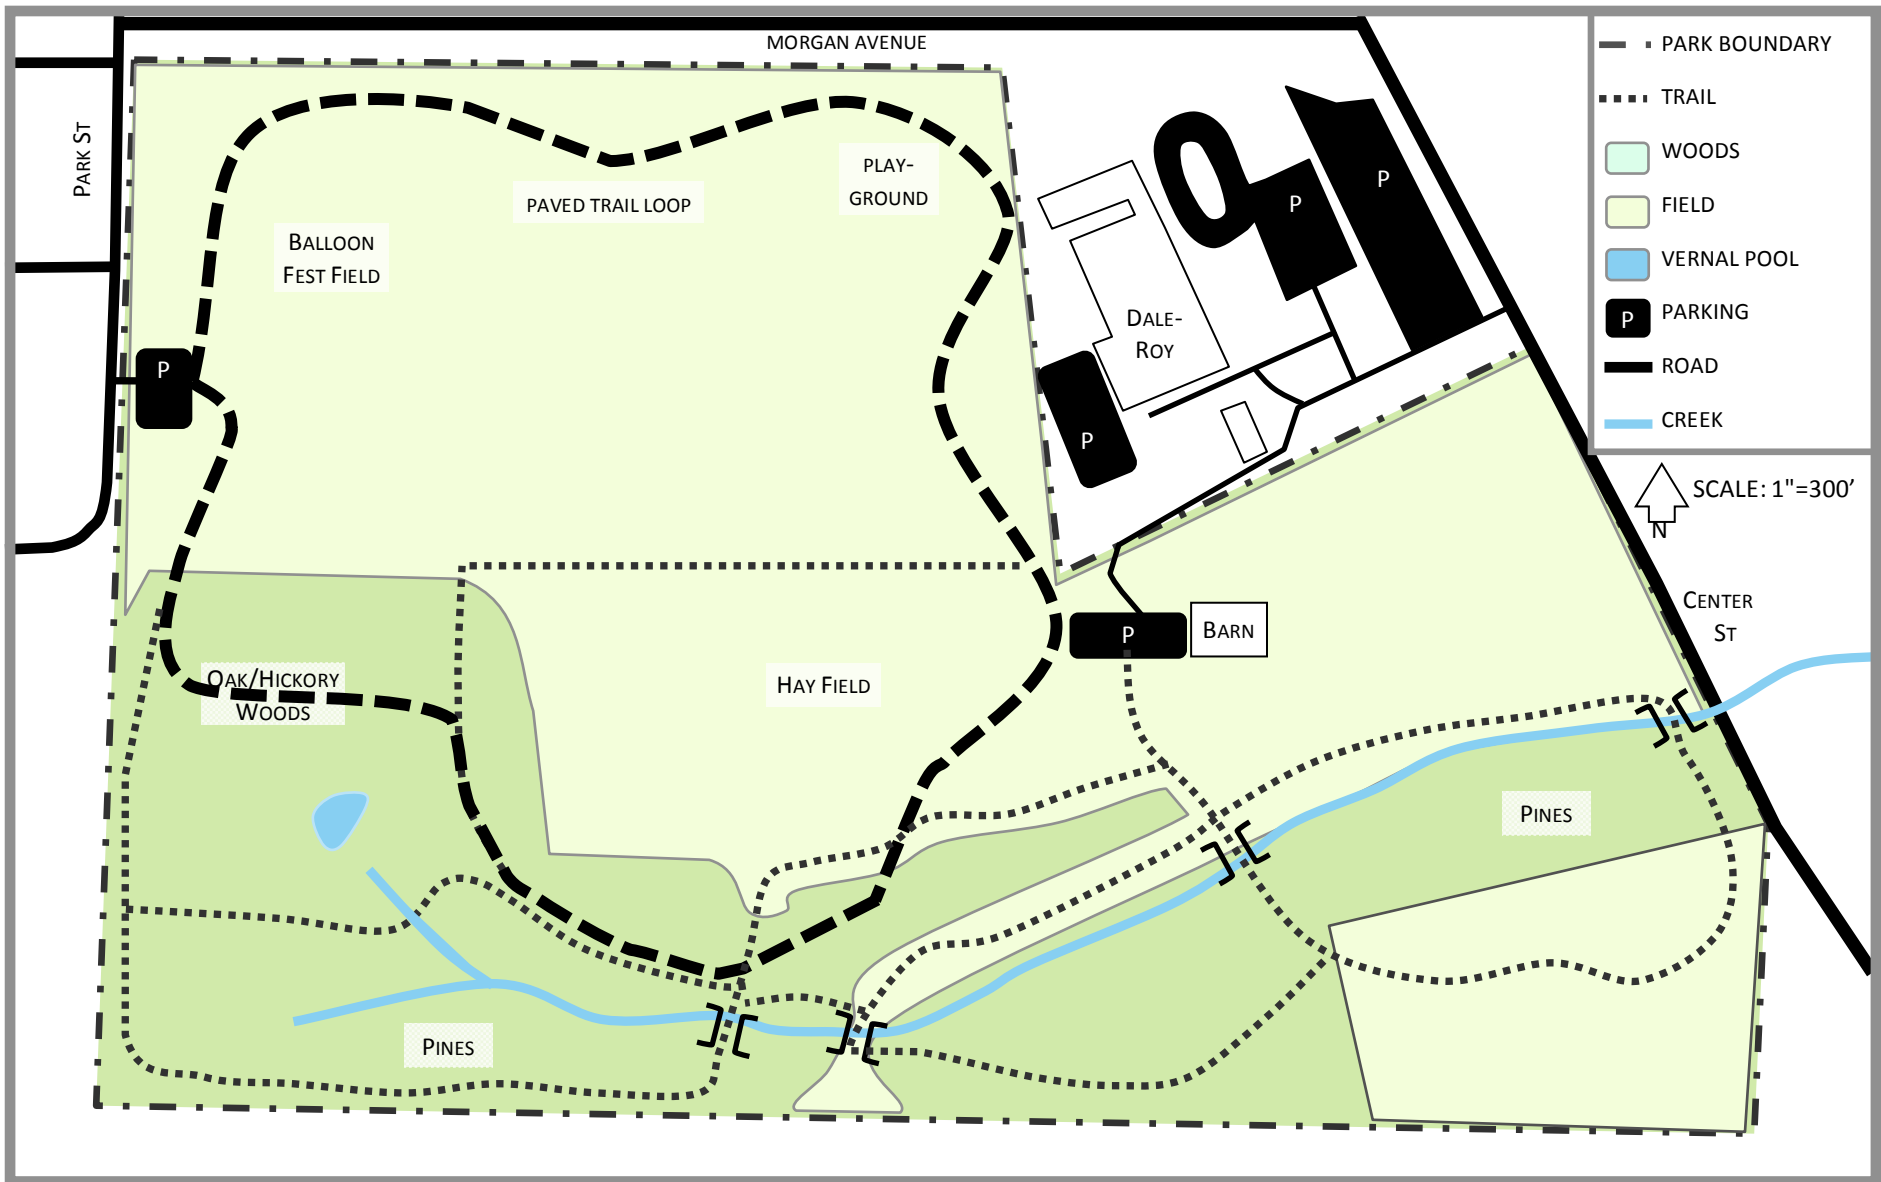 MORGAN AVENUE
PARK ST
PLAY-
GROUND
PAVED TRAIL LOOP
BALLOON
FEST FIELD
P
P
P
DALE-
ROY
P
P
P
BARN
OAK/HICKORY
WOODS
HAY FIELD
PINES
PINES
CENTER
ST
PARK BOUNDARY
TRAIL
WOODS
FIELD
VERNAL POOL
P
PARKING
ROAD
CREEK
SCALE: 1"=300'
N